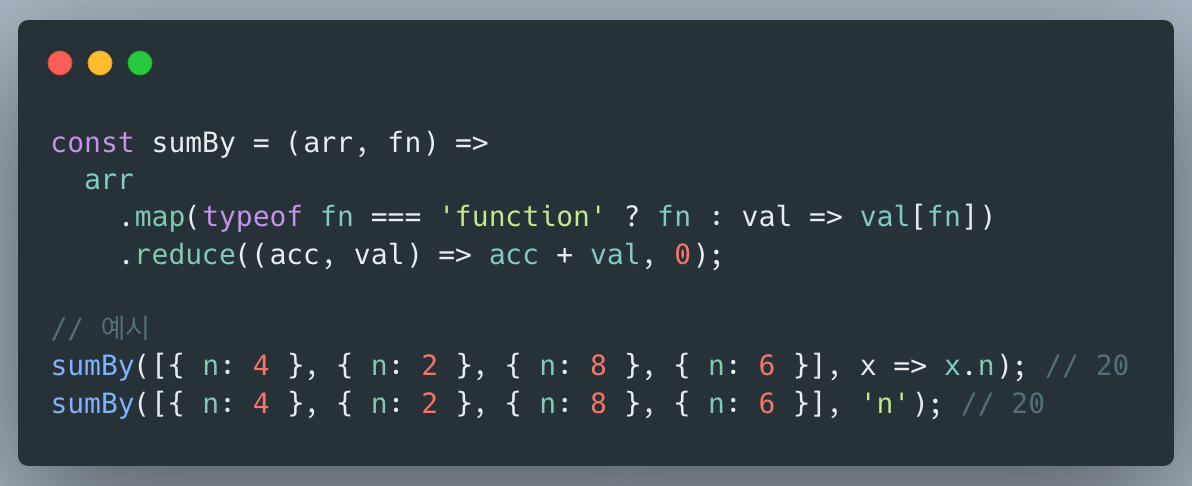 const sumBy = (arr, fn) =>
  arr
    .map(typeof fn === 'function' ? fn : val => val[fn])
    .reduce((acc, val) => acc + val, 0);

// 예시
sumBy([{ n: 4 }, { n: 2 }, { n: 8 }, { n: 6 }], x => x.n); // 20
sumBy([{ n: 4 }, { n: 2 }, { n: 8 }, { n: 6 }], 'n'); // 20